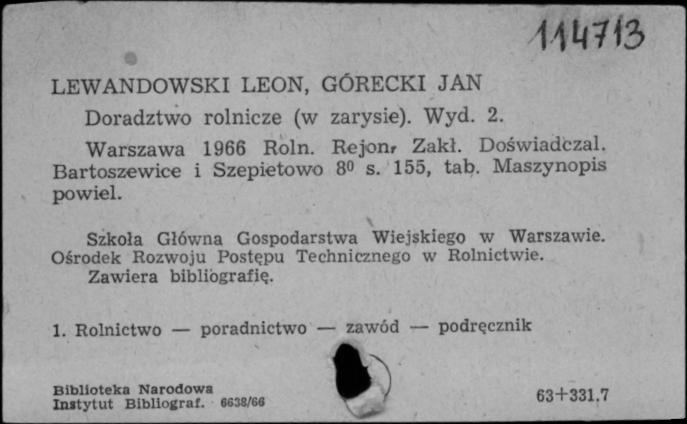 114713
LEWANDOWSKI LEON, GÓRECKI JAN
Doradztwo rolnicze (w zarysie). Wyd. 2.
Warszawa 1966 Roln. Rejon, Zakł. Doświadczal.
Bartoszewice i Szepietowo 8⁰ s. 155, tab. Maszynopis
powiel.
Szkoła Główna Gospodarstwa Wiejskiego w Warszawie.
Ośrodek Rozwoju Postępu Technicznego w Rolnictwie.
Zawiera bibliografię.
1. Rolnictwo — poradnictwo — zawód — podręcznik
Biblioteka Narodowa
Instytut Bibliograf. 6638/66
63+331.7